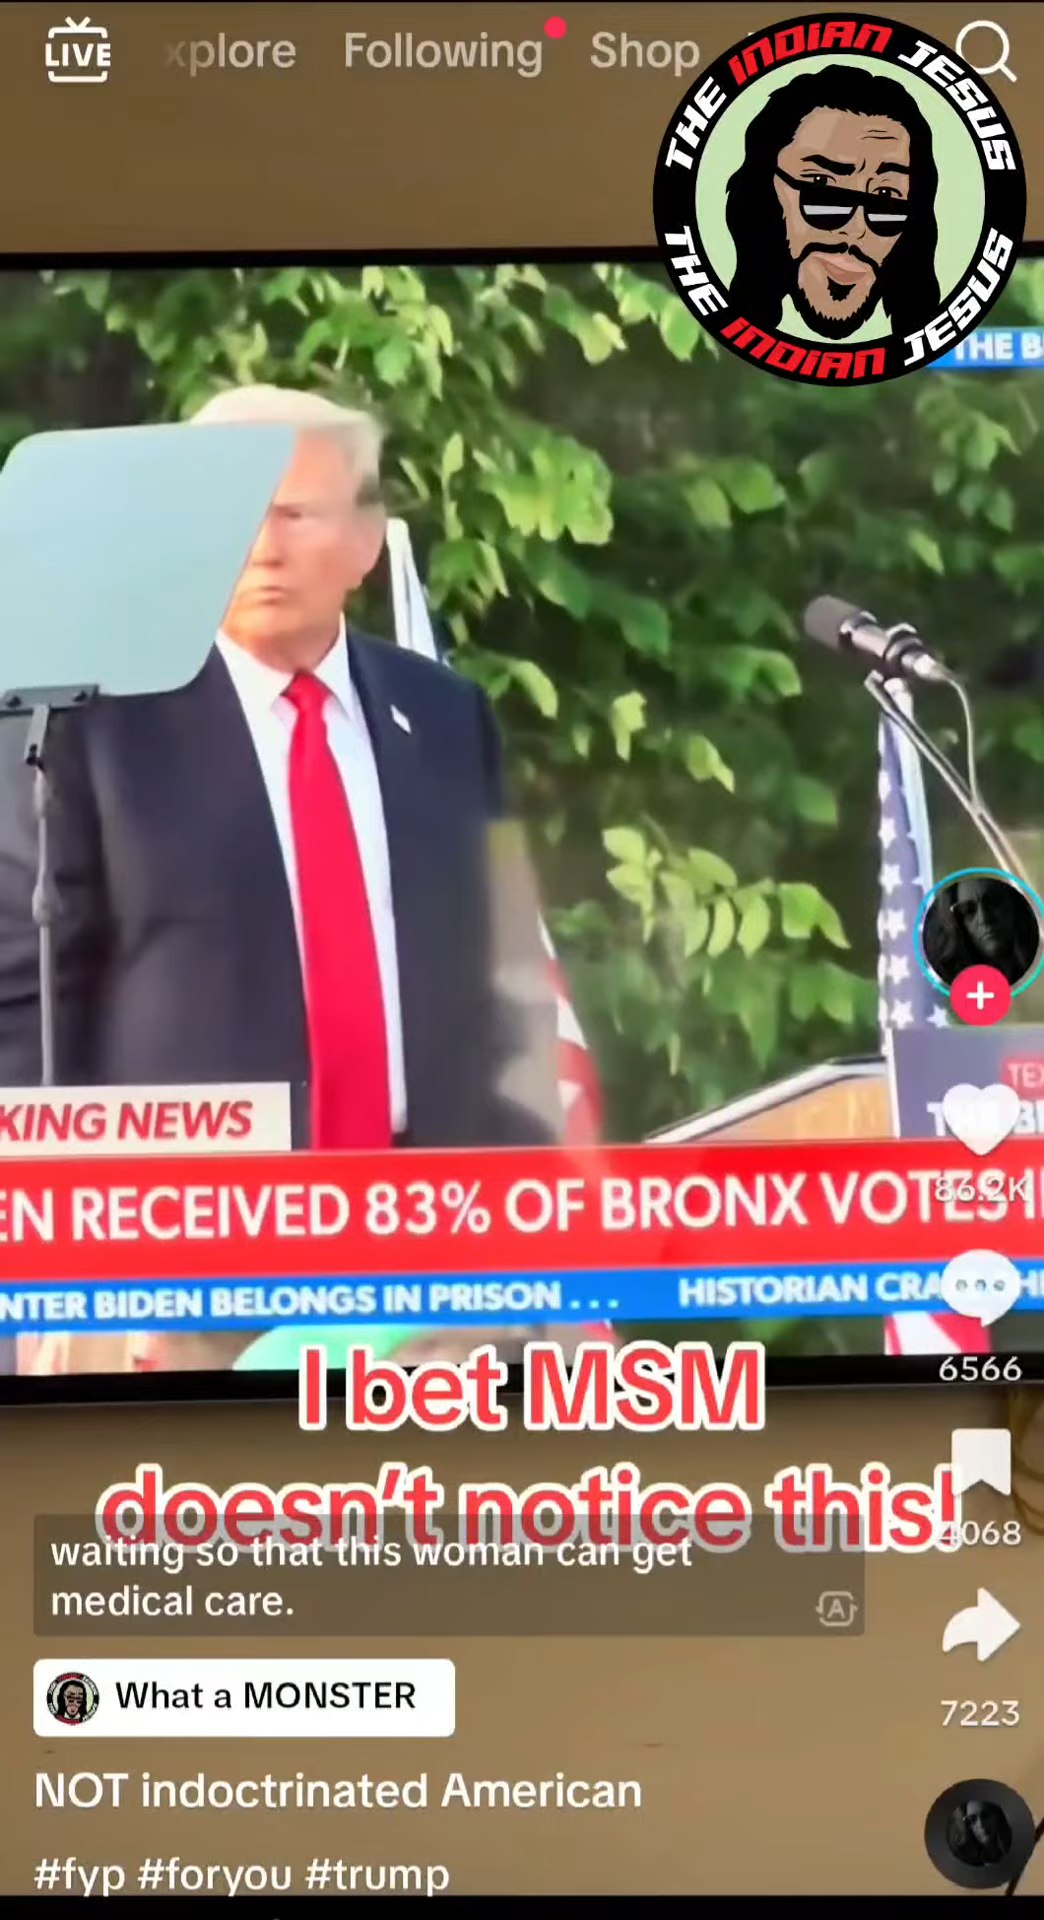 LIVE
xplore Following Shop
THE INDIAN JESUS
THE INDIAN JESUS
THE B
TEX
KING NEWS
EN RECEIVED 83% OF BRONX VOTES I
86.2K
NTER BIDEN BELONGS IN PRISON . . . HISTORIAN CRA
6566
I bet MSM
doesn't notice this!
4068
waiting so that this woman can get
medical care.
A
What a MONSTER
7223
NOT indoctrinated American
#fyp #foryou #trump